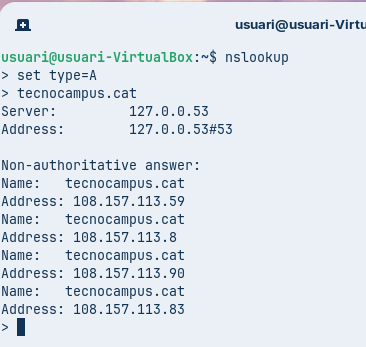 usuari@usuari-Virtu
usuari@usuari-VirtualBox:~$ nslookup
> set type=A
> tecnocampus.cat
Server:         127.0.0.53
Address:        127.0.0.53#53

Non-authoritative answer:
Name:   tecnocampus.cat
Address: 108.157.113.59
Name:   tecnocampus.cat
Address: 108.157.113.8
Name:   tecnocampus.cat
Address: 108.157.113.90
Name:   tecnocampus.cat
Address: 108.157.113.83
>